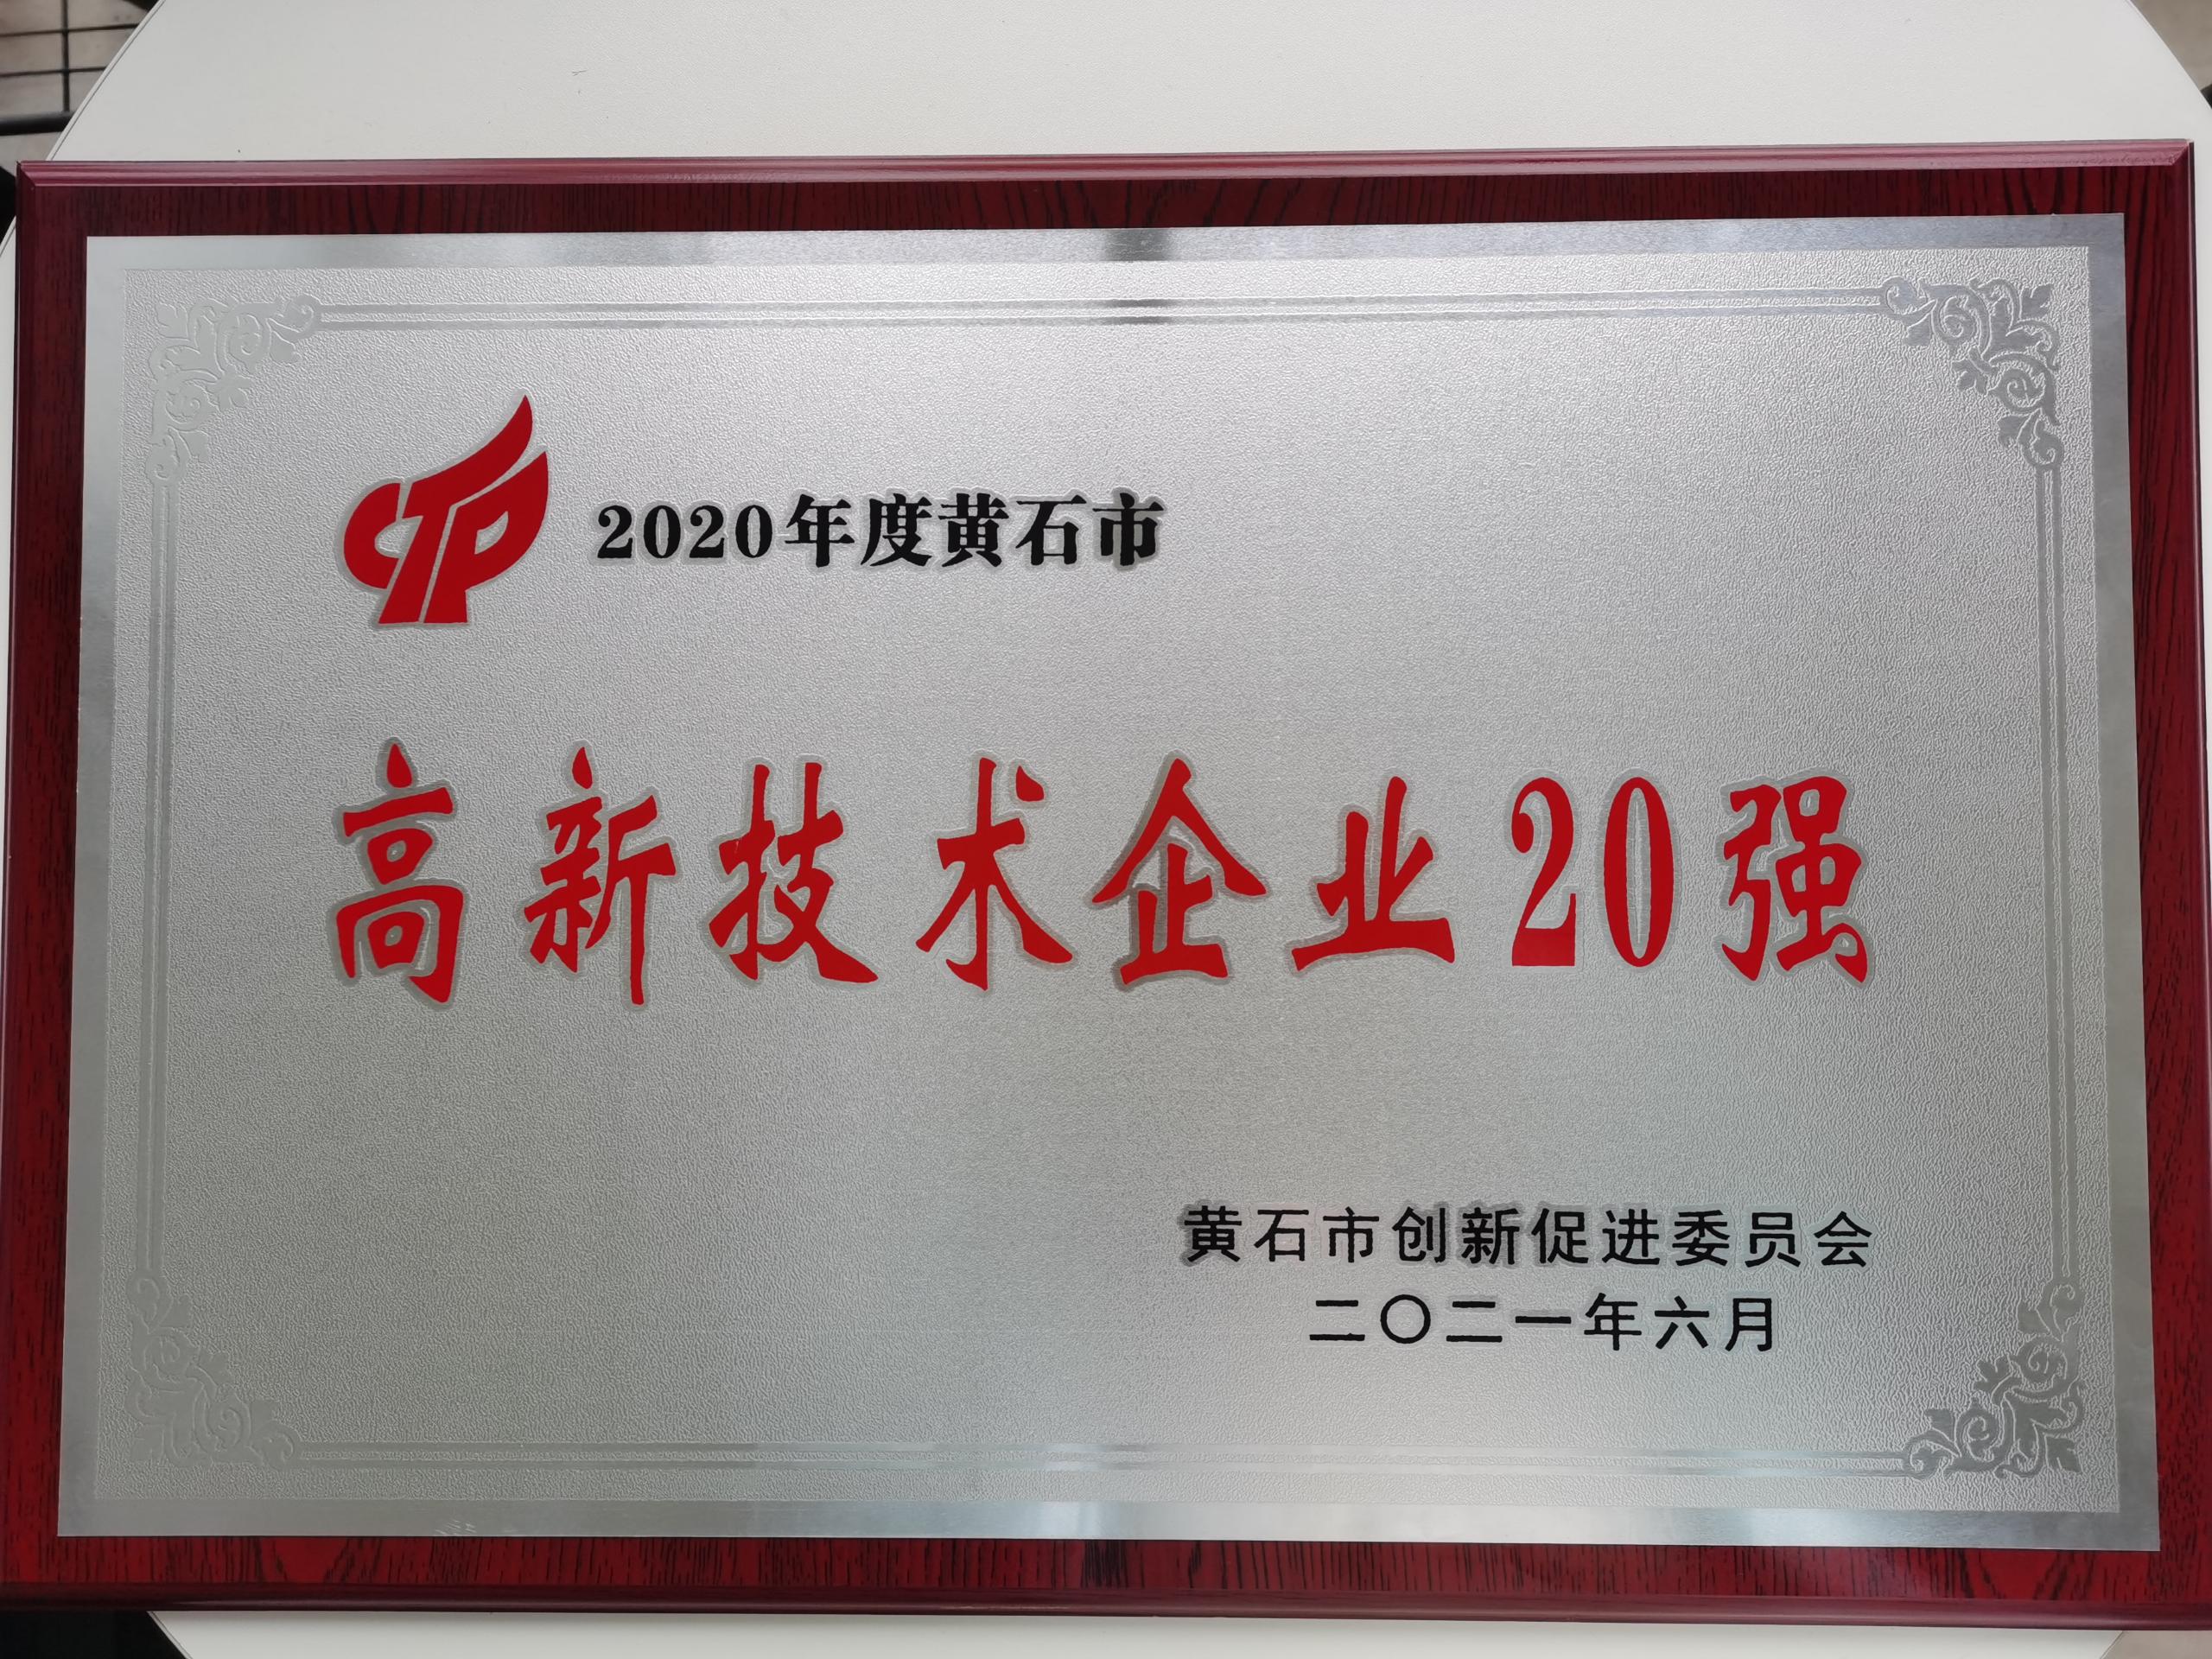 2020年度黄石市
高新技术企业20强
黄石市创新促进委员会
二〇二一年六月